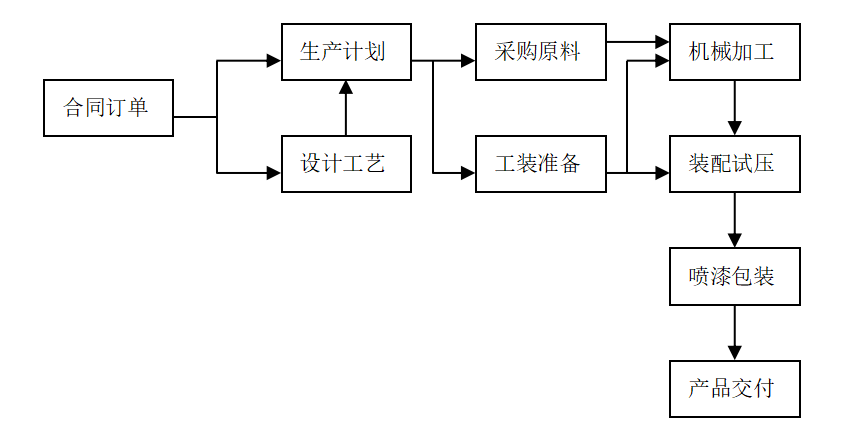 生产计划
采购原料
机械加工
合同订单
设计工艺
工装准备
装配试压
喷漆包装
产品交付